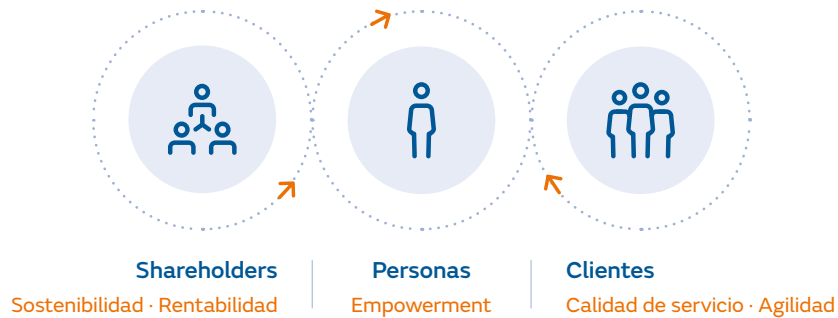 Shareholders
Sostenibilidad · Rentabilidad
Personas
Empowerment
Clientes
Calidad de servicio · Agilidad